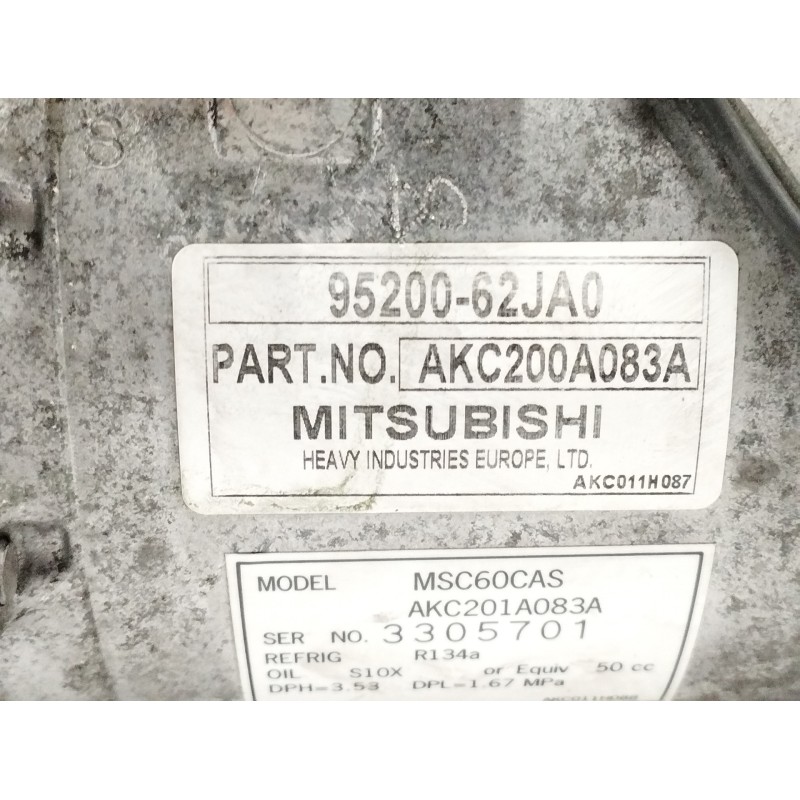 95200-62JA0
PART.NO. AKC200A083A
MITSUBISHI
HEAVY INDUSTRIES EUROPE, LTD.
AKC011H087
MODEL MSC60CAS
AKC201A083A
SER NO. 3305701
REFRIG R134a
OIL S10X or Equiv 50 cc
DPH=3.53 DPL=1.67 MPa